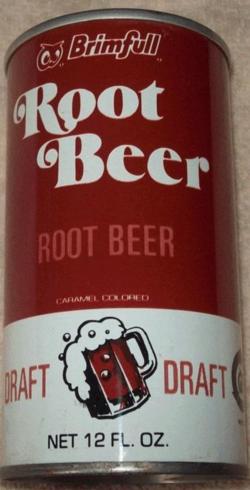 Brimfull
Root
Beer
ROOT BEER
CARAMEL COLORED
DRAFT DRAFT
NET 12 FL. OZ.